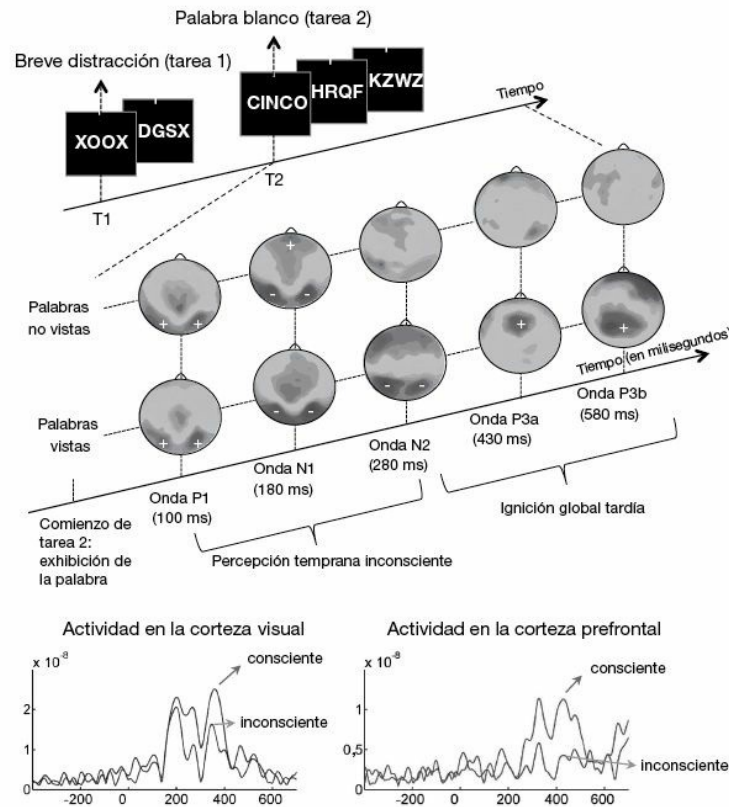 Palabra blanco (tarea 2)
Breve distracción (tarea 1)
XOOX
DGSX
CINCO
HRQF
KZWZ
Tiempo
T1
T2
Palabras
no vistas
+ +
+
- -
Palabras
vistas
+ +
- -
- -
+
+
Tiempo (en milisegundos)
Onda P1
(100 ms)
Onda N1
(180 ms)
Onda N2
(280 ms)
Onda P3a
(430 ms)
Onda P3b
(580 ms)
Comienzo de
tarea 2:
exhibición de
la palabra
Percepción temprana inconsciente
Ignición global tardía
Actividad en la corteza visual
x 10⁻⁸
2
1
0
-200 0 200 400 600
consciente
inconsciente
Actividad en la corteza prefrontal
x 10⁻⁸
1
0,5
0
-200 0 200 400 600
consciente
inconsciente